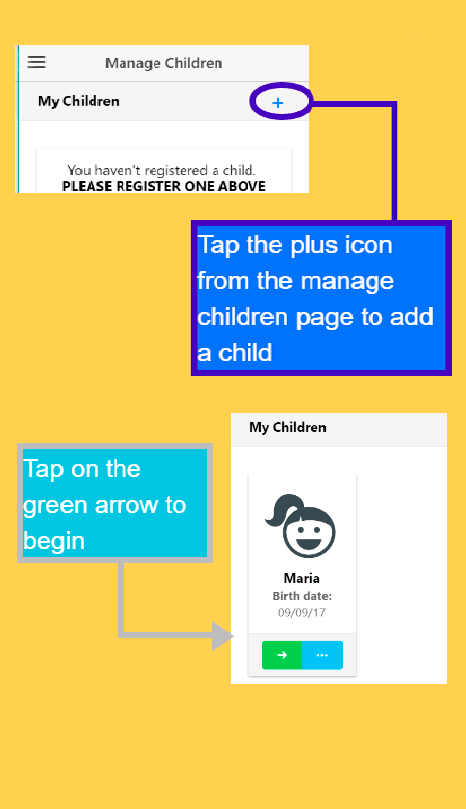 Manage Children
My Children
+
You haven"t registered a child.
PLEASE REGISTER ONE ABOVE
Tap the plus icon
from the manage
children page to add
a child
My Children
Tap on the
green arrow to
begin
Maria
Birth date:
09/09/17